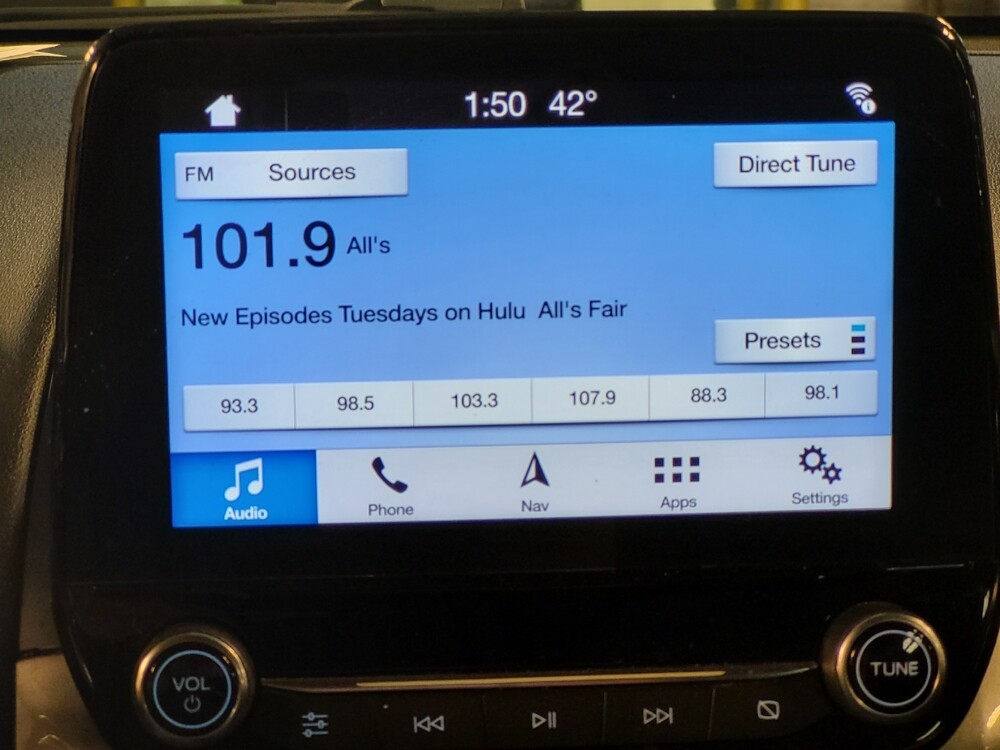 1:50 42°
FM Sources
Direct Tune
101.9 All's
New Episodes Tuesdays on Hulu All's Fair
Presets
93.3 98.5 103.3 107.9 88.3 98.1
Audio Phone Nav Apps Settings
VOL
TUNE